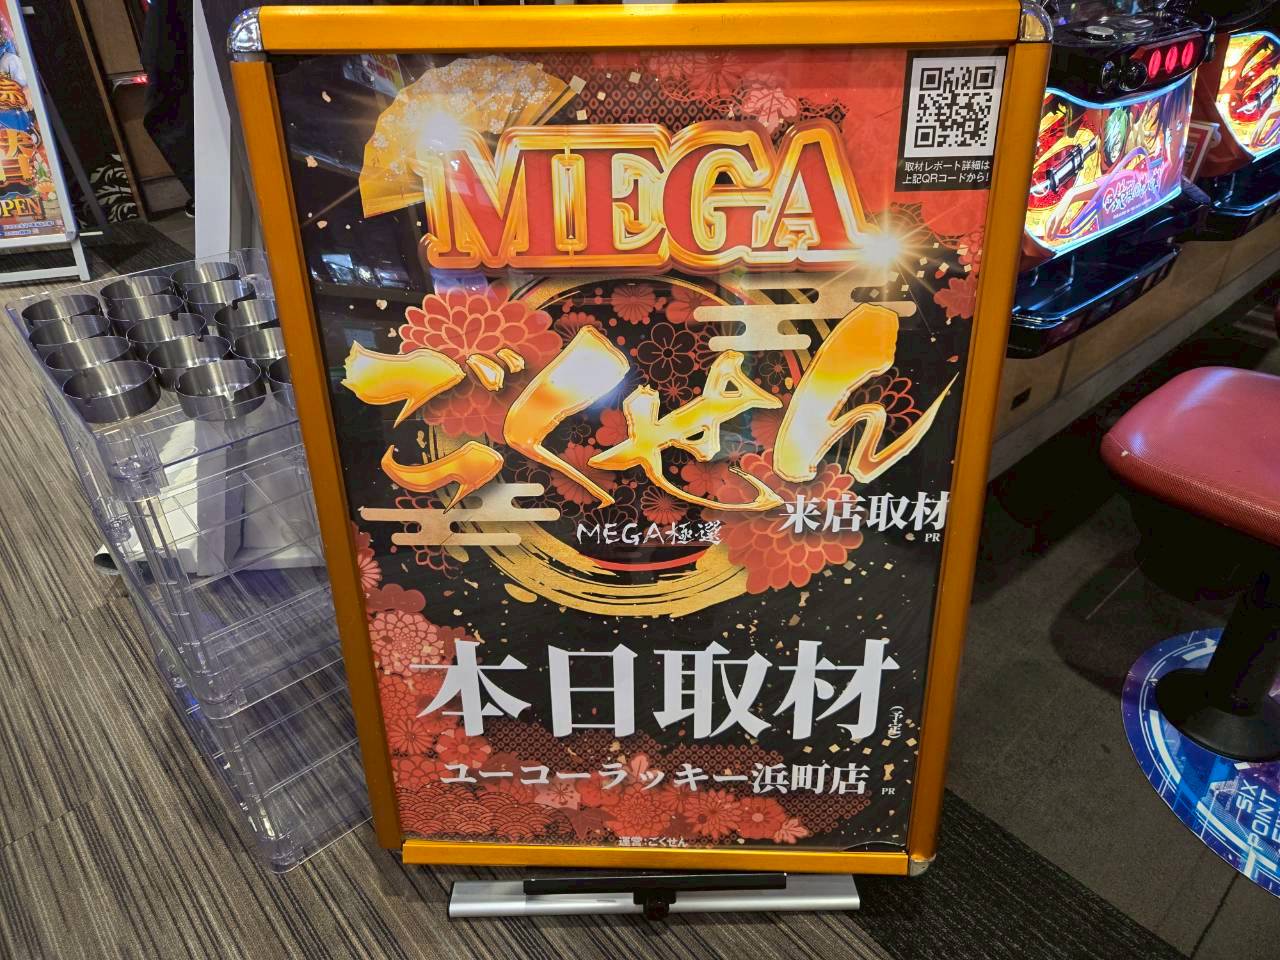 MEGA
取材レポート詳細は
上記QRコードから!
ごくせん
MEGA極選
来店取材
PR
本日取材
(予定)
ユーコーラッキー浜町店
PR
運営:ごくせん
OPEN
SIX
POINT